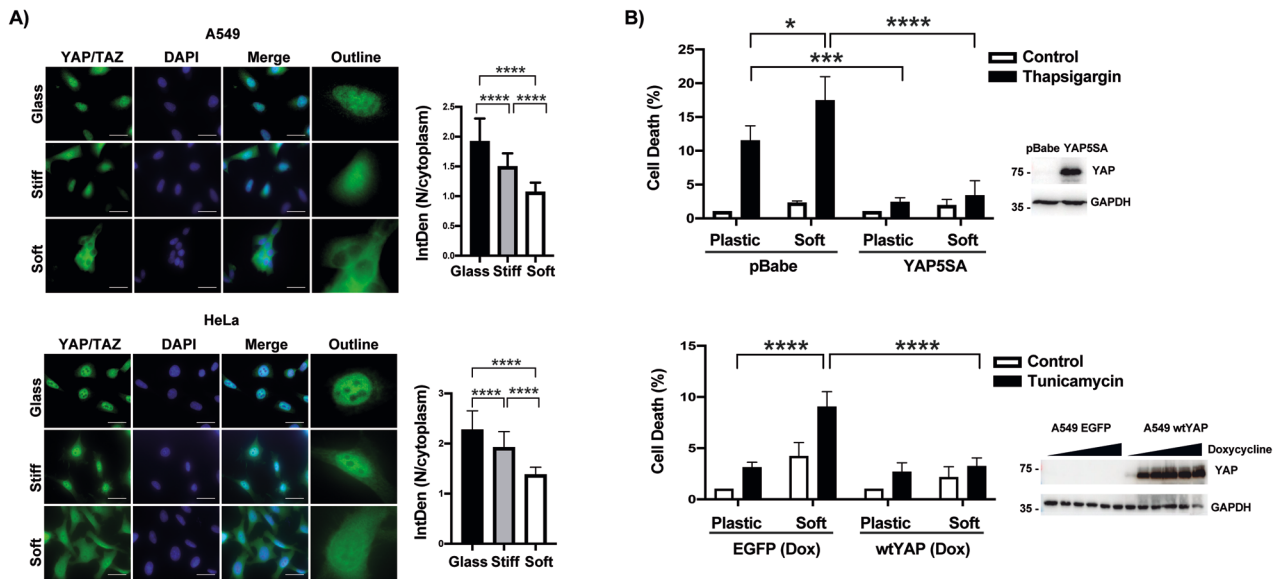 A)
A549
YAP/TAZ DAPI Merge Outline
Glass
Stiff
Soft
IntDen (N/cytoplasm)
2.5
2.0
1.5
1.0
0.5
0.0
****
**** ****
Glass Stiff Soft
HeLa
YAP/TAZ DAPI Merge Outline
Glass
Stiff
Soft
IntDen (N/cytoplasm)
3
2
1
0
****
**** ****
Glass Stiff Soft
B)
Cell Death (%)
25
20
15
10
5
0
* ****
***
Control
Thapsigargin
Plastic Soft Plastic Soft
pBabe YAP5SA
pBabe YAP5SA
75 - YAP
35 - GAPDH
Cell Death (%)
15
10
5
0
**** ****
Control
Tunicamycin
Plastic Soft Plastic Soft
EGFP (Dox) wtYAP (Dox)
A549 EGFP A549 wtYAP
Doxycycline
75 - YAP
35 - GAPDH